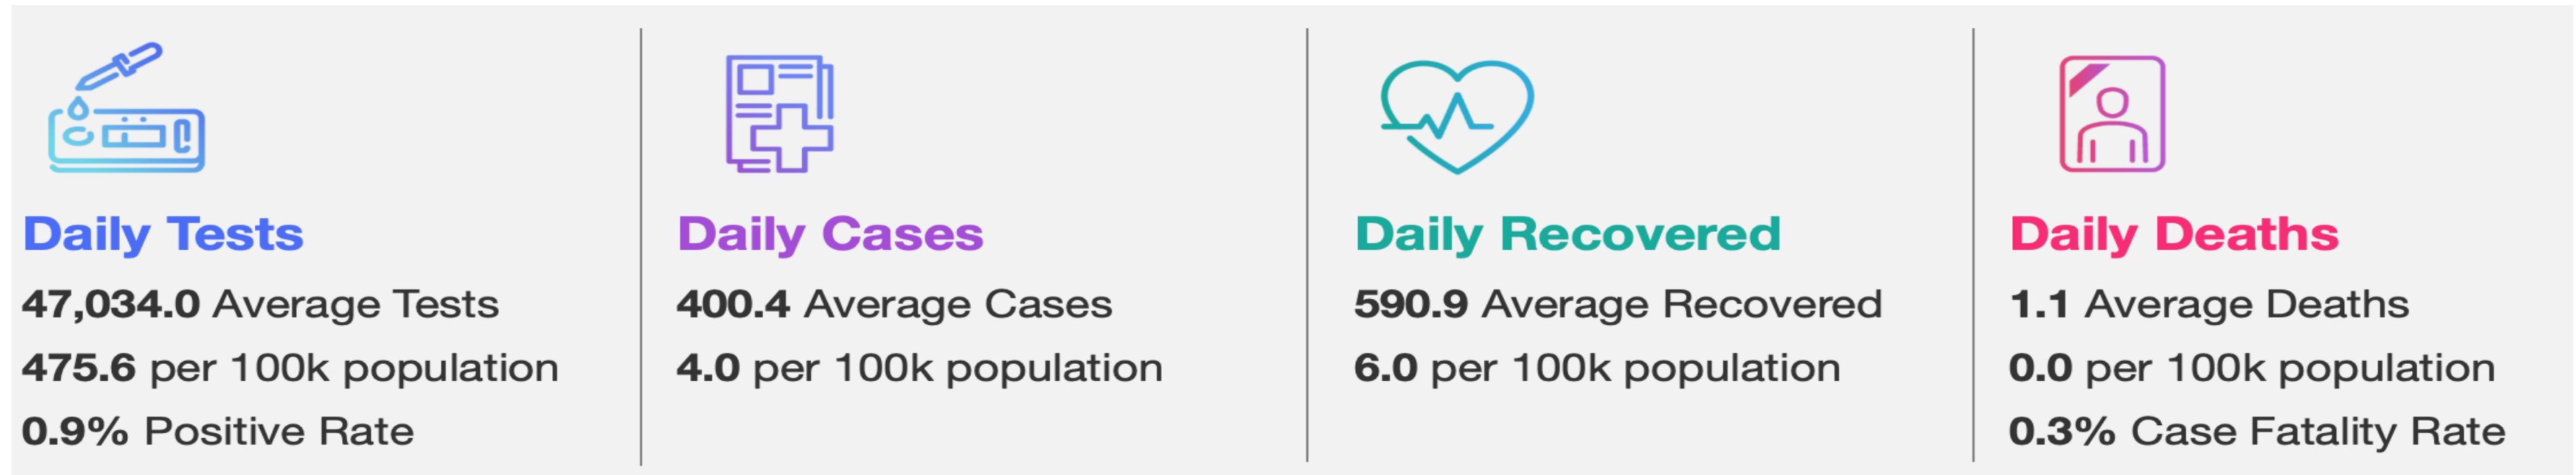 Daily Tests
47,034.0 Average Tests
475.6 per 100k population
0.9% Positive Rate
Daily Cases
400.4 Average Cases
4.0 per 100k population
Daily Recovered
590.9 Average Recovered
6.0 per 100k population
Daily Deaths
1.1 Average Deaths
0.0 per 100k population
0.3% Case Fatality Rate